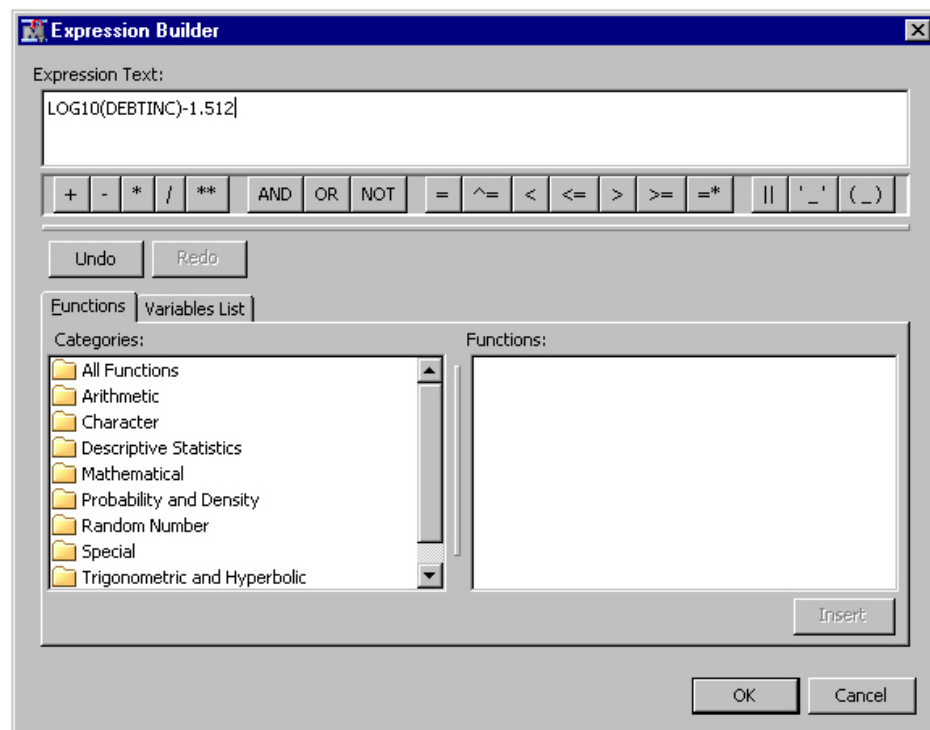 Expression Builder
Expression Text:
LOG10(DEBTINC)-1.512
+ - * / ** AND OR NOT = ^= < <= > >= =* || '_' (_)
Undo Redo
Functions Variables List
Categories: Functions:
All Functions
Arithmetic
Character
Descriptive Statistics
Mathematical
Probability and Density
Random Number
Special
Trigonometric and Hyperbolic
Insert
OK Cancel